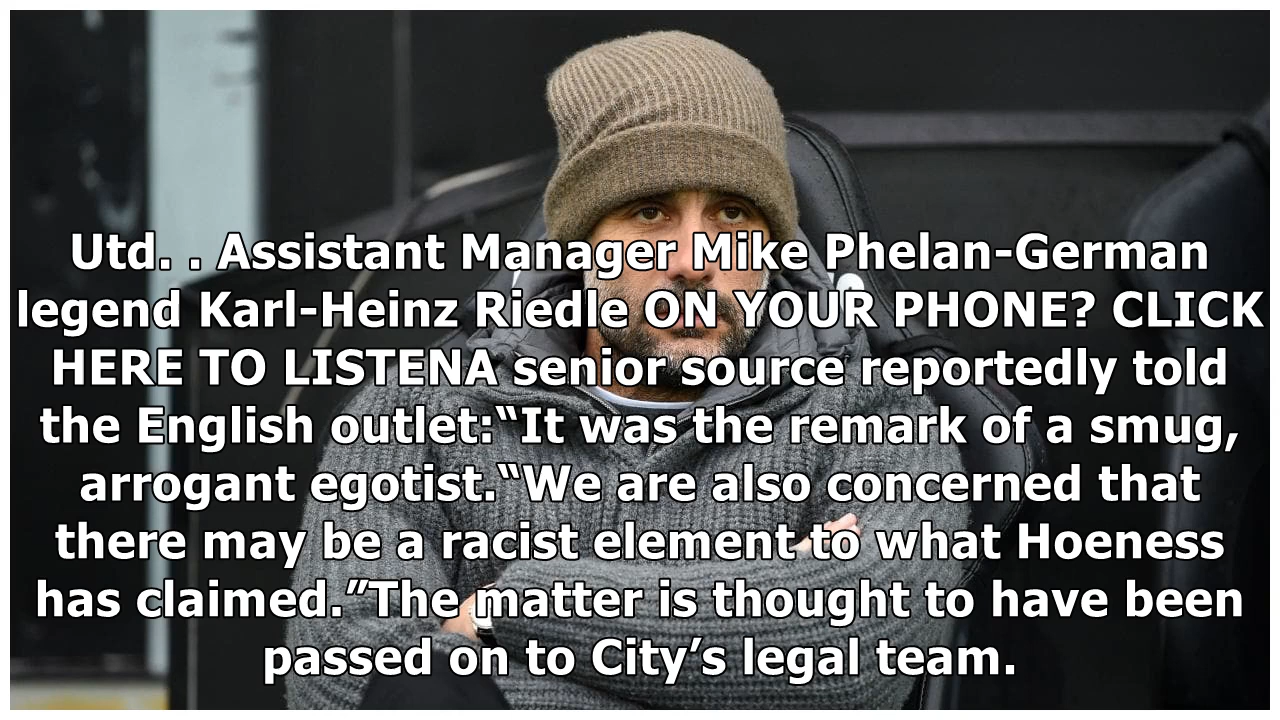 Utd. . Assistant Manager Mike Phelan-German
legend Karl-Heinz Riedle ON YOUR PHONE? CLICK
HERE TO LISTENA senior source reportedly told
the English outlet:“It was the remark of a smug,
arrogant egotist.“We are also concerned that
there may be a racist element to what Hoeness
has claimed.”The matter is thought to have been
passed on to City’s legal team.